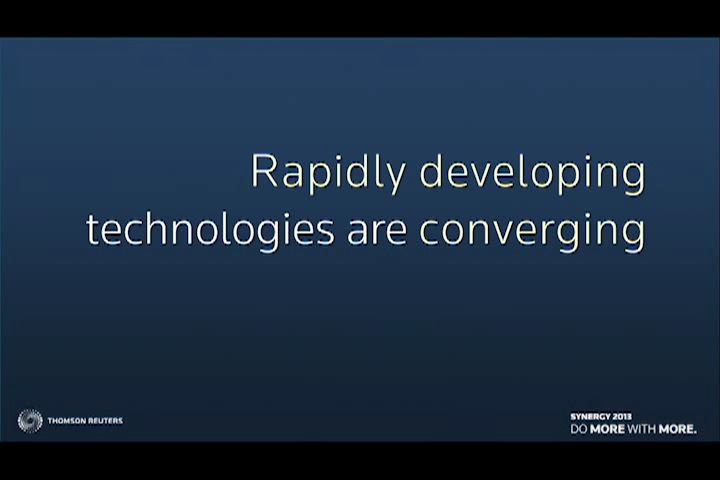 Rapidly developing
technologies are converging
THOMSON REUTERS
SYNERGY 2013
DO MORE WITH MORE.